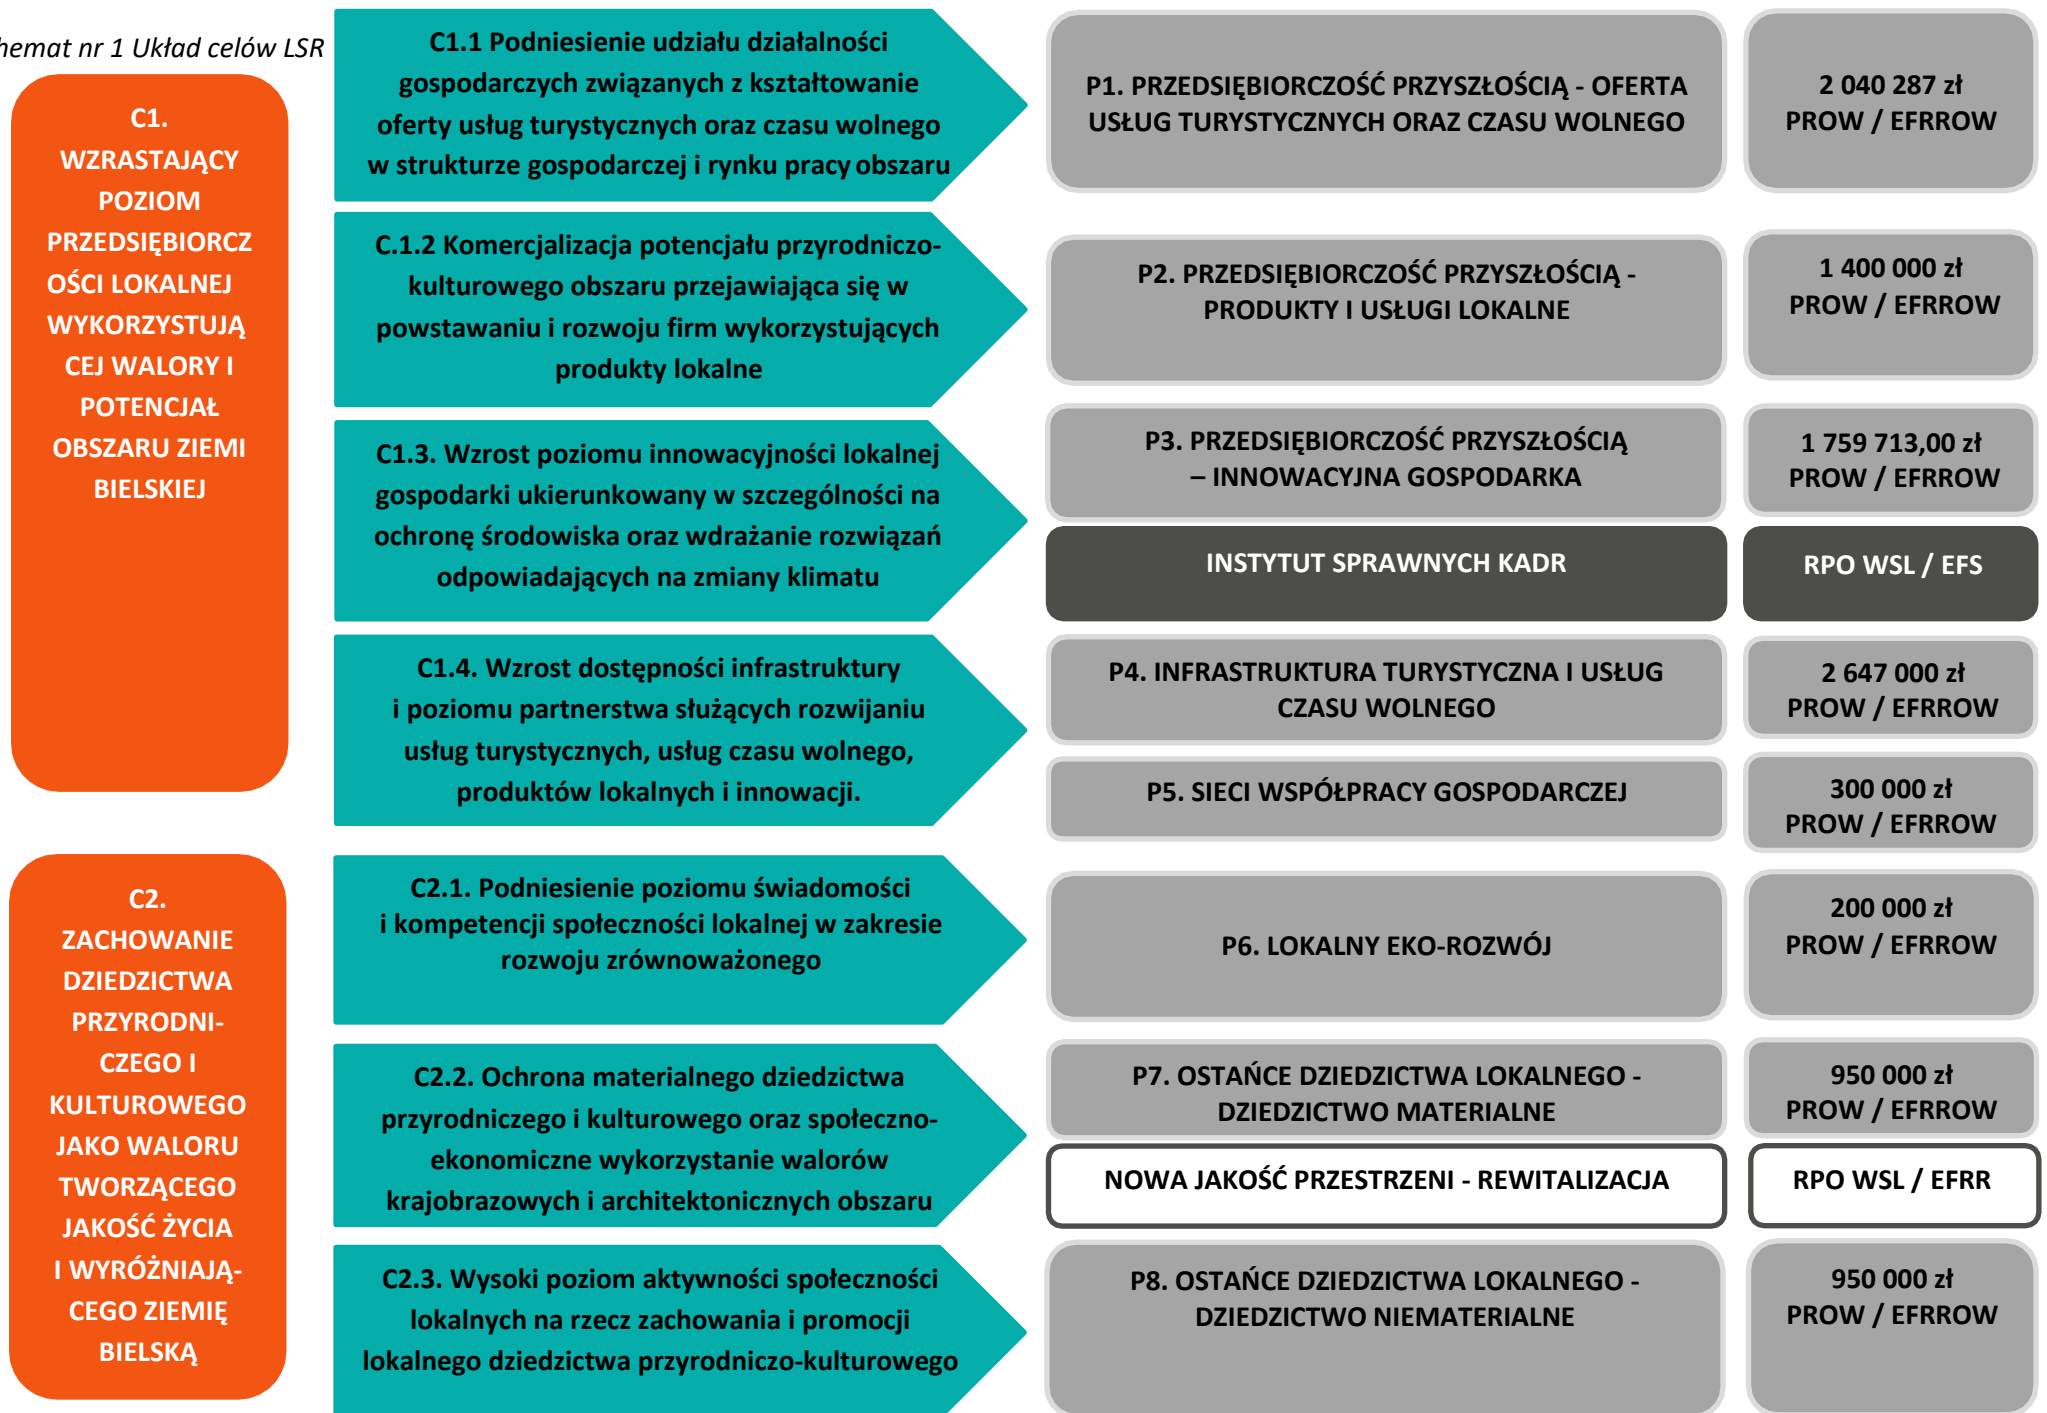 hemat nr 1 Układ celów LSR
C1.
WZRASTAJĄCY
POZIOM
PRZEDSIĘBIORCZ
OŚCI LOKALNEJ
WYKORZYSTUJĄ
CEJ WALORY I
POTENCJAŁ
OBSZARU ZIEMI
BIELSKIEJ
C1.1 Podniesienie udziału działalności
gospodarczych związanych z kształtowanie
oferty usług turystycznych oraz czasu wolnego
w strukturze gospodarczej i rynku pracy obszaru
P1. PRZEDSIĘBIORCZOŚĆ PRZYSZŁOŚCIĄ - OFERTA
USŁUG TURYSTYCZNYCH ORAZ CZASU WOLNEGO
2 040 287 zł
PROW / EFRROW
C.1.2 Komercjalizacja potencjału przyrodniczo-
kulturowego obszaru przejawiająca się w
powstawaniu i rozwoju firm wykorzystujących
produkty lokalne
P2. PRZEDSIĘBIORCZOŚĆ PRZYSZŁOŚCIĄ -
PRODUKTY I USŁUGI LOKALNE
1 400 000 zł
PROW / EFRROW
C1.3. Wzrost poziomu innowacyjności lokalnej
gospodarki ukierunkowany w szczególności na
ochronę środowiska oraz wdrażanie rozwiązań
odpowiadających na zmiany klimatu
P3. PRZEDSIĘBIORCZOŚĆ PRZYSZŁOŚCIĄ
– INNOWACYJNA GOSPODARKA
1 759 713,00 zł
PROW / EFRROW
INSTYTUT SPRAWNYCH KADR
RPO WSL / EFS
C1.4. Wzrost dostępności infrastruktury
i poziomu partnerstwa służących rozwijaniu
usług turystycznych, usług czasu wolnego,
produktów lokalnych i innowacji.
P4. INFRASTRUKTURA TURYSTYCZNA I USŁUG
CZASU WOLNEGO
2 647 000 zł
PROW / EFRROW
P5. SIECI WSPÓŁPRACY GOSPODARCZEJ
300 000 zł
PROW / EFRROW
C2.
ZACHOWANIE
DZIEDZICTWA
PRZYRODNI-
CZEGO I
KULTUROWEGO
JAKO WALORU
TWORZĄCEGO
JAKOŚĆ ŻYCIA
I WYRÓŻNIAJĄ-
CEGO ZIEMIĘ
BIELSKĄ
C2.1. Podniesienie poziomu świadomości
i kompetencji społeczności lokalnej w zakresie
rozwoju zrównoważonego
P6. LOKALNY EKO-ROZWÓJ
200 000 zł
PROW / EFRROW
C2.2. Ochrona materialnego dziedzictwa
przyrodniczego i kulturowego oraz społeczno-
ekonomiczne wykorzystanie walorów
krajobrazowych i architektonicznych obszaru
P7. OSTAŃCE DZIEDZICTWA LOKALNEGO -
DZIEDZICTWO MATERIALNE
950 000 zł
PROW / EFRROW
NOWA JAKOŚĆ PRZESTRZENI - REWITALIZACJA
RPO WSL / EFRR
C2.3. Wysoki poziom aktywności społeczności
lokalnych na rzecz zachowania i promocji
lokalnego dziedzictwa przyrodniczo-kulturowego
P8. OSTAŃCE DZIEDZICTWA LOKALNEGO -
DZIEDZICTWO NIEMATERIALNE
950 000 zł
PROW / EFRROW